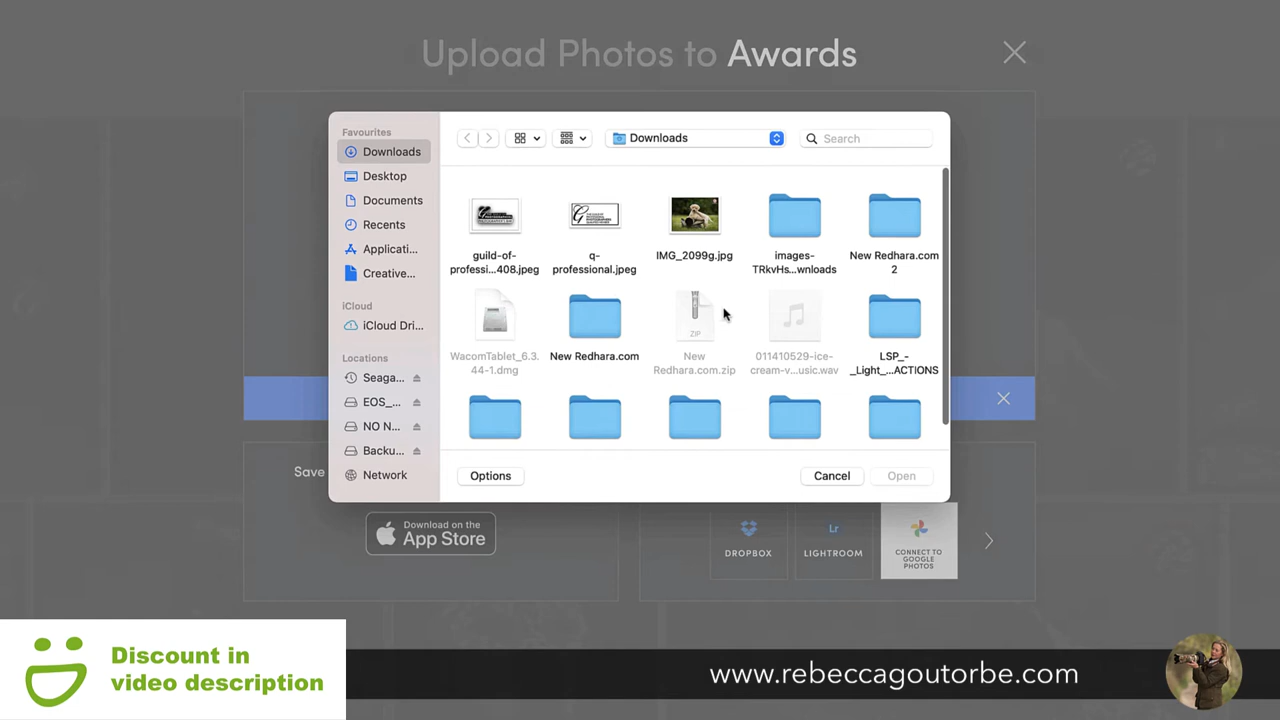 Upload Photos to Awards
Favourites
Downloads
Desktop
Documents
Recents
Applicati...
Creative...
iCloud
iCloud Dri...
Locations
Seaga...
EOS_...
NO N...
Backu...
Network
Downloads
Search
guild-of-
professi...408.jpeg
q-
professional.jpeg
IMG_2099g.jpg
images-
TRkvHs...wnloads
New Redhara.com
2
WacomTablet_6.3.
44-1.dmg
New Redhara.com
ZIP
New
Redhara.com.zip
011410529-ice-
cream-v...usic.wav
LSP_-
_Light_...ACTIONS
Options
Cancel
Open
Save
Download on the
App Store
DROPBOX
Lr
LIGHTROOM
CONNECT TO
GOOGLE
PHOTOS
Discount in
video description
www.rebeccagoutorbe.com